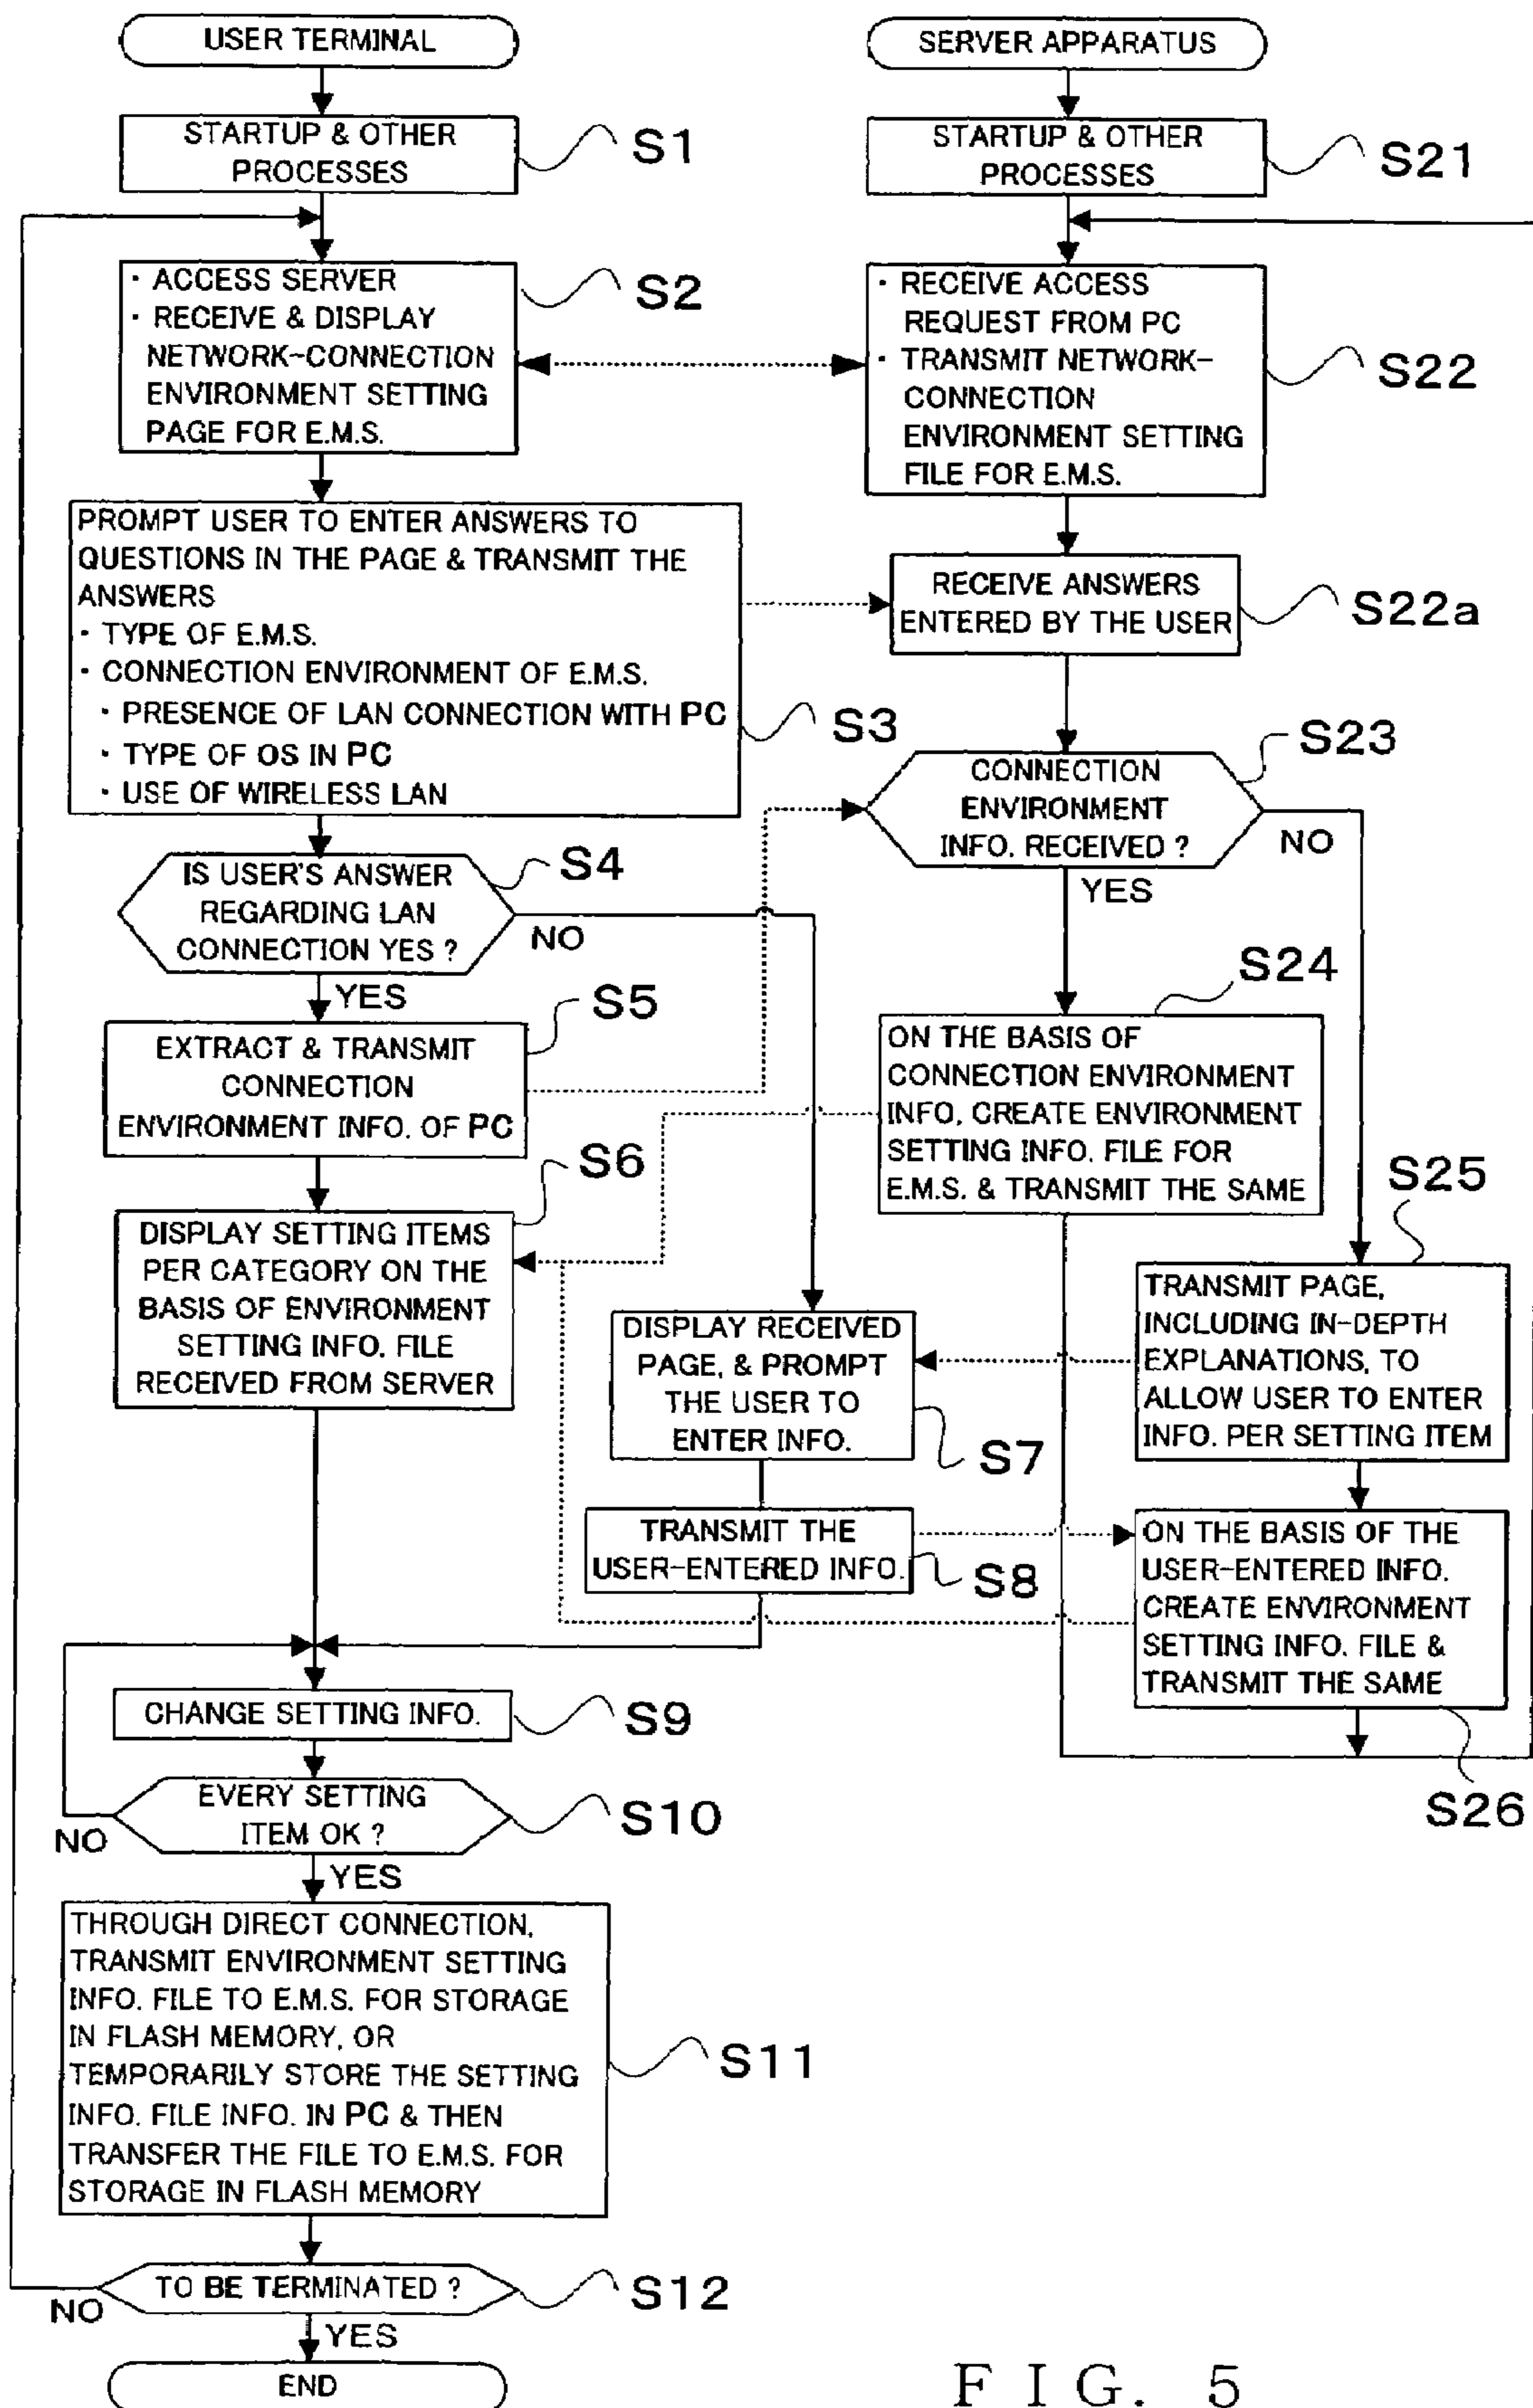 USER TERMINAL
STARTUP & OTHER
PROCESSES
S1
・ ACCESS SERVER
・ RECEIVE & DISPLAY
NETWORK-CONNECTION
ENVIRONMENT SETTING
PAGE FOR E.M.S.
S2
PROMPT USER TO ENTER ANSWERS TO
QUESTIONS IN THE PAGE & TRANSMIT THE
ANSWERS
・ TYPE OF E.M.S.
・ CONNECTION ENVIRONMENT OF E.M.S.
・ PRESENCE OF LAN CONNECTION WITH PC
・ TYPE OF OS IN PC
・ USE OF WIRELESS LAN
S3
IS USER'S ANSWER
REGARDING LAN
CONNECTION YES ?
S4
NO
YES
EXTRACT & TRANSMIT
CONNECTION
ENVIRONMENT INFO. OF PC
S5
DISPLAY SETTING ITEMS
PER CATEGORY ON THE
BASIS OF ENVIRONMENT
SETTING INFO. FILE
RECEIVED FROM SERVER
S6
DISPLAY RECEIVED
PAGE, & PROMPT
THE USER TO
ENTER INFO.
S7
TRANSMIT THE
USER-ENTERED INFO.
S8
CHANGE SETTING INFO.
S9
EVERY SETTING
ITEM OK ?
S10
NO
YES
THROUGH DIRECT CONNECTION,
TRANSMIT ENVIRONMENT SETTING
INFO. FILE TO E.M.S. FOR STORAGE
IN FLASH MEMORY, OR
TEMPORARILY STORE THE SETTING
INFO. FILE INFO. IN PC & THEN
TRANSFER THE FILE TO E.M.S. FOR
STORAGE IN FLASH MEMORY
S11
TO BE TERMINATED ?
S12
NO
YES
END
SERVER APPARATUS
STARTUP & OTHER
PROCESSES
S21
・ RECEIVE ACCESS
REQUEST FROM PC
・ TRANSMIT NETWORK-
CONNECTION
ENVIRONMENT SETTING
FILE FOR E.M.S.
S22
RECEIVE ANSWERS
ENTERED BY THE USER
S22a
CONNECTION
ENVIRONMENT
INFO. RECEIVED ?
S23
NO
YES
ON THE BASIS OF
CONNECTION ENVIRONMENT
INFO, CREATE ENVIRONMENT
SETTING INFO. FILE FOR
E.M.S. & TRANSMIT THE SAME
S24
TRANSMIT PAGE,
INCLUDING IN-DEPTH
EXPLANATIONS, TO
ALLOW USER TO ENTER
INFO. PER SETTING ITEM
S25
ON THE BASIS OF THE
USER-ENTERED INFO.
CREATE ENVIRONMENT
SETTING INFO. FILE &
TRANSMIT THE SAME
S26
FIG. 5